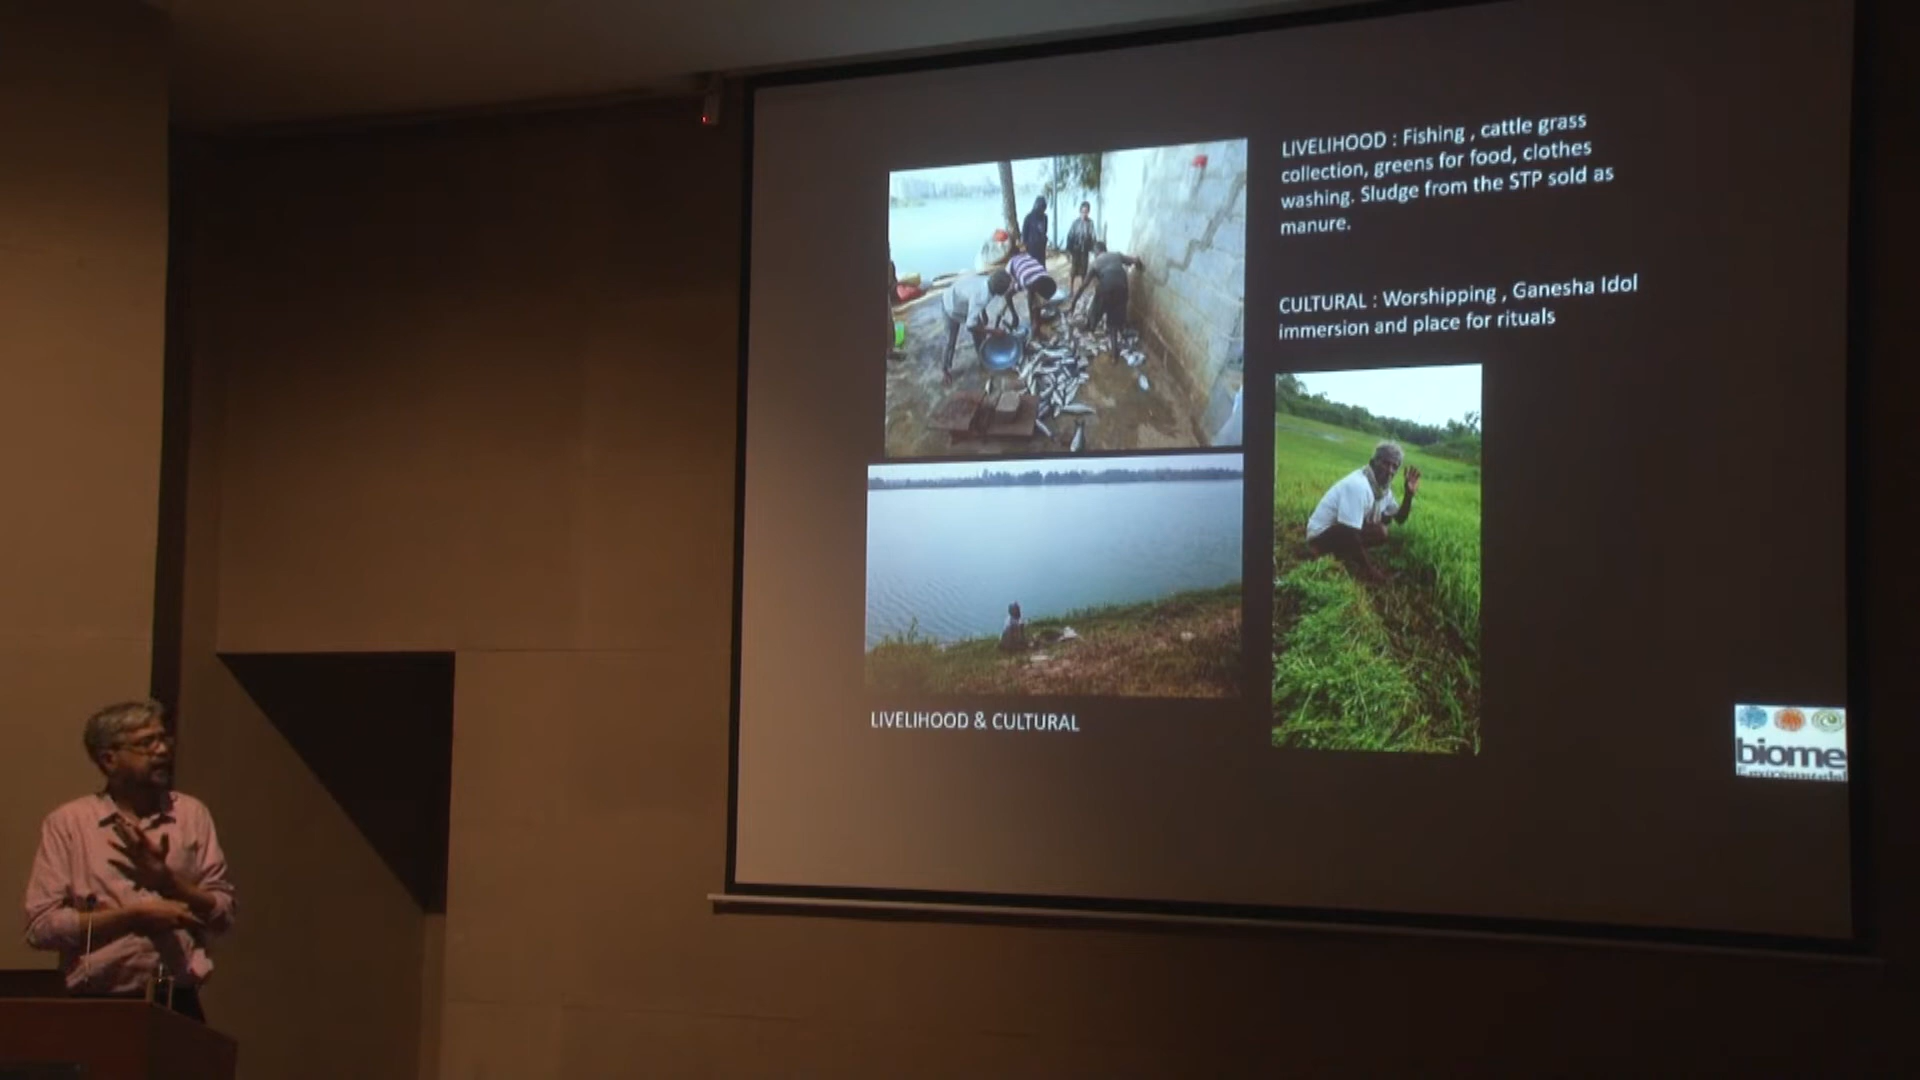 LIVELIHOOD : Fishing , cattle grass
collection, greens for food, clothes
washing. Sludge from the STP sold as
manure.
CULTURAL : Worshipping , Ganesha Idol
immersion and place for rituals
LIVELIHOOD & CULTURAL
biome